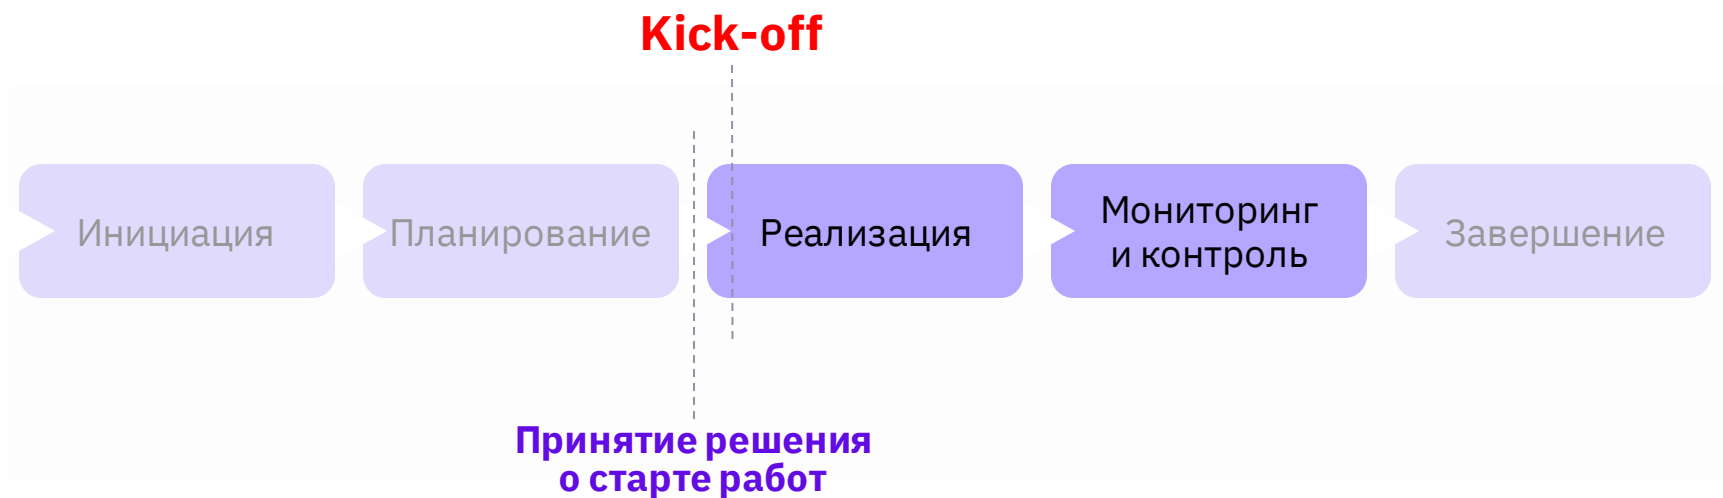 Kick-off
Инициация
Планирование
Реализация
Мониторинг
и контроль
Завершение
Принятие решения
о старте работ